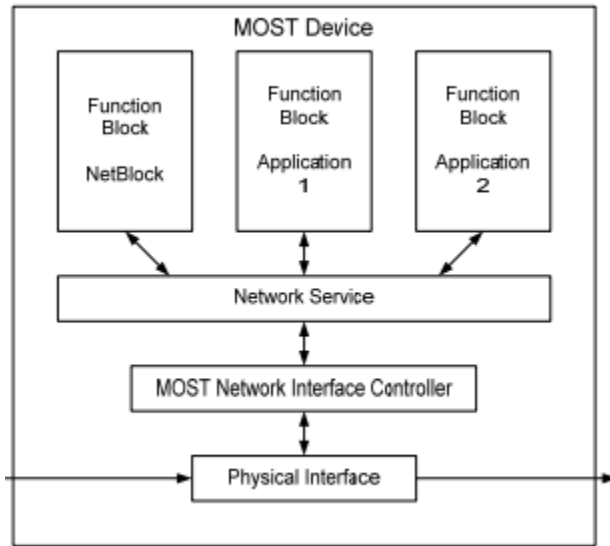 MOST Device
Function
Block
NetBlock
Function
Block
Application
1
Function
Block
Application
2
Network Service
MOST Network Interface Controller
Physical Interface